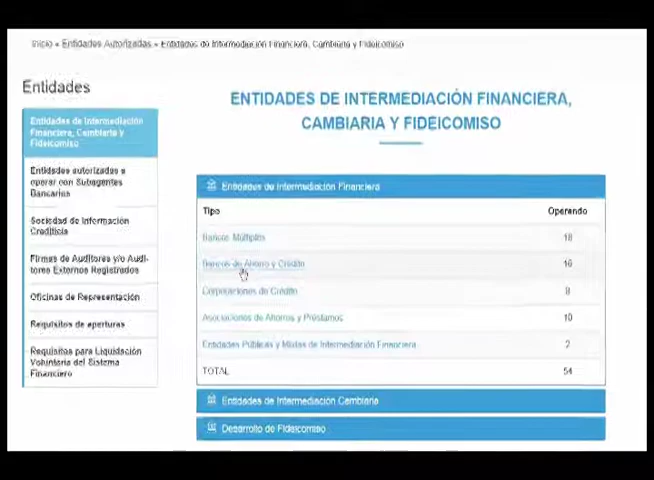 Inicio » Entidades Autorizadas » Entidades de Intermediación Financiera, Cambiaria y Fideicomiso
Entidades
Entidades de Intermediación
Financiera, Cambiaria y
Fideicomiso
Entidades autorizadas a
operar con Subagentes
Bancarios
Sociedad de Información
Crediticia
Firmas de Auditores y/o Audi-
tores Externos Registrados
Oficinas de Representación
Requisitos de aperturas
Requisitos para Liquidación
Voluntaria del Sistema
Financiero
ENTIDADES DE INTERMEDIACIÓN FINANCIERA,
CAMBIARIA Y FIDEICOMISO
Entidades de Intermediación Financiera
Tipo Operando
Bancos Múltiples 18
Bancos de Ahorro y Crédito 16
Corporaciones de Crédito 8
Asociaciones de Ahorros y Préstamos 10
Entidades Públicas y Mixtas de Intermediación Financiera 2
TOTAL 54
Entidades de Intermediación Cambiaria
Desarrollo de Fideicomiso